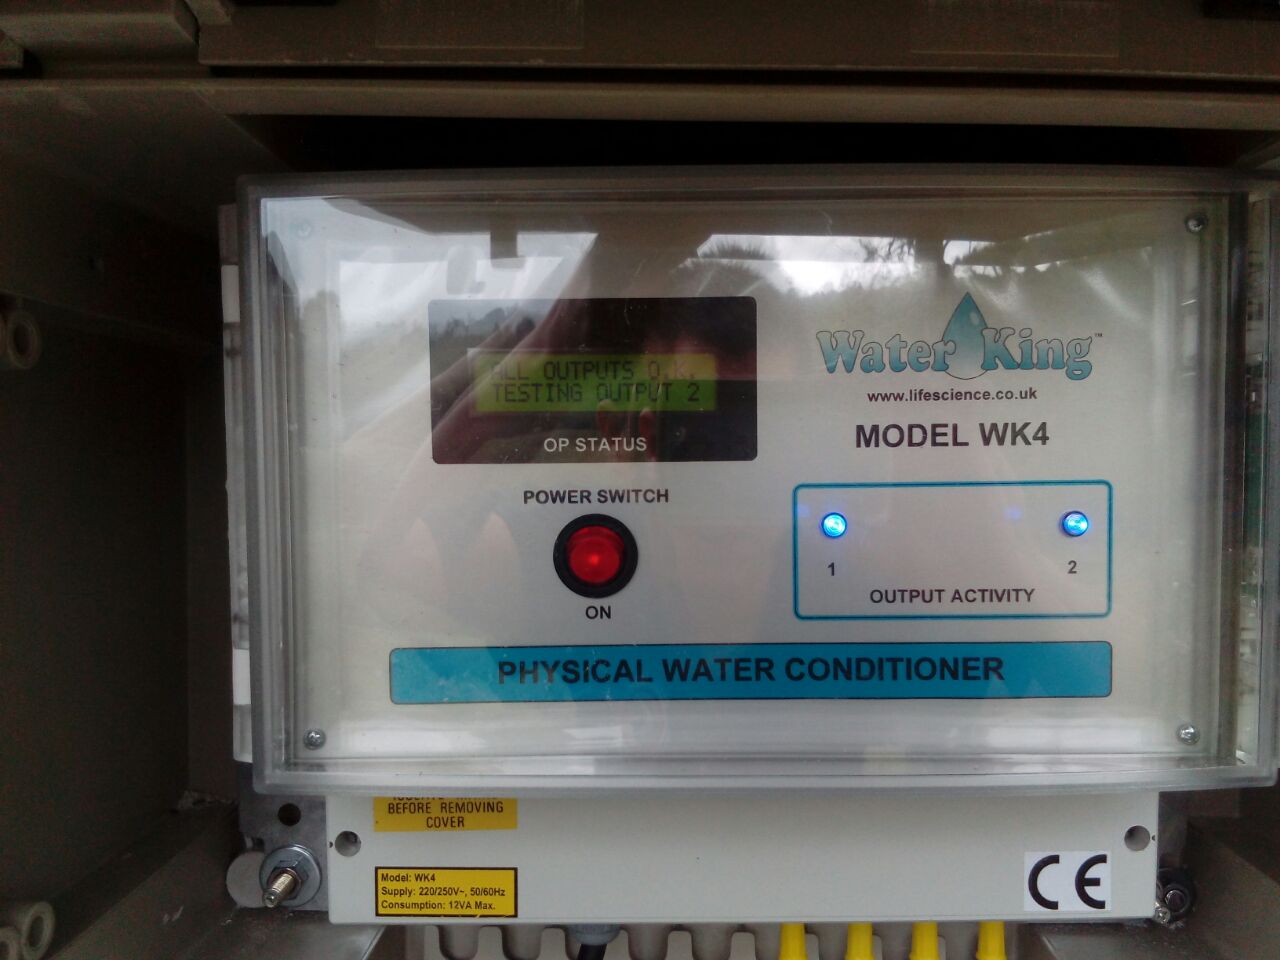 ALL OUTPUTS O.K.
TESTING OUTPUT 2
OP STATUS
Water King™
www.lifescience.co.uk
MODEL WK4
POWER SWITCH
ON
1
2
OUTPUT ACTIVITY
PHYSICAL WATER CONDITIONER
BEFORE REMOVING
COVER
Model: WK4
Supply: 220/250V~, 50/60Hz
Consumption: 12VA Max.
CE